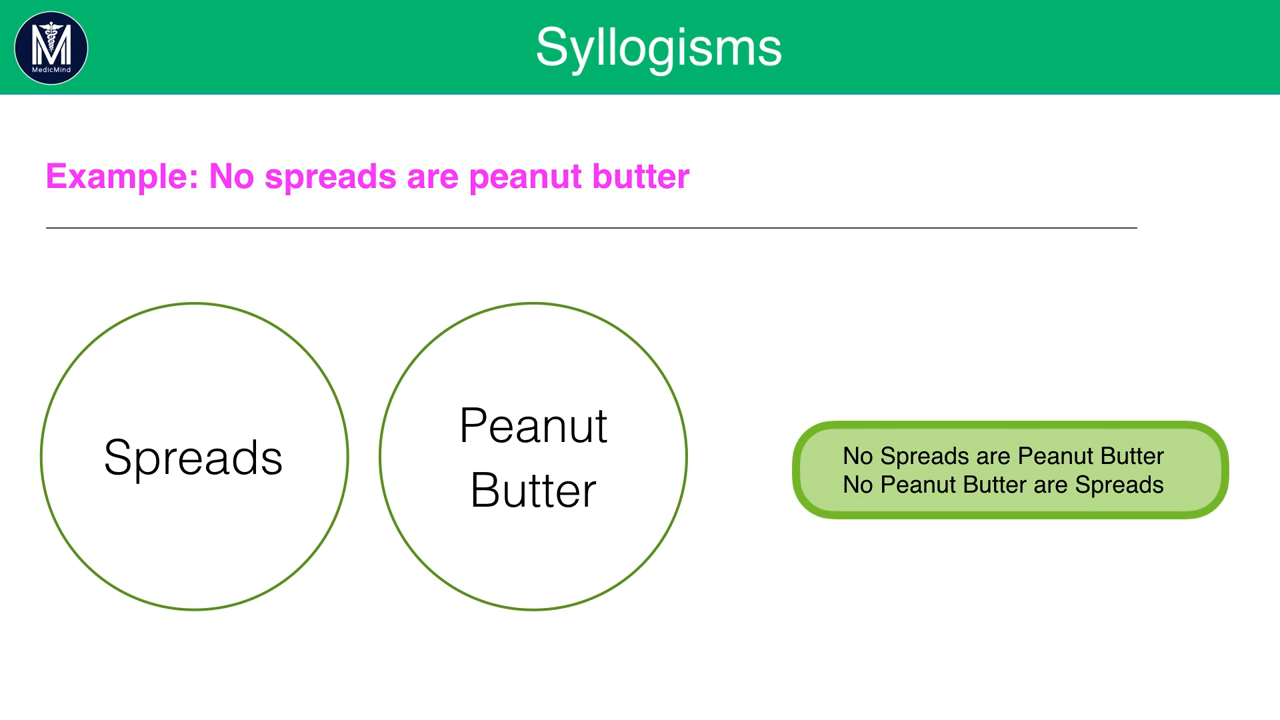 MedicMind
Syllogisms
Example: No spreads are peanut butter
Spreads
Peanut
Butter
No Spreads are Peanut Butter
No Peanut Butter are Spreads